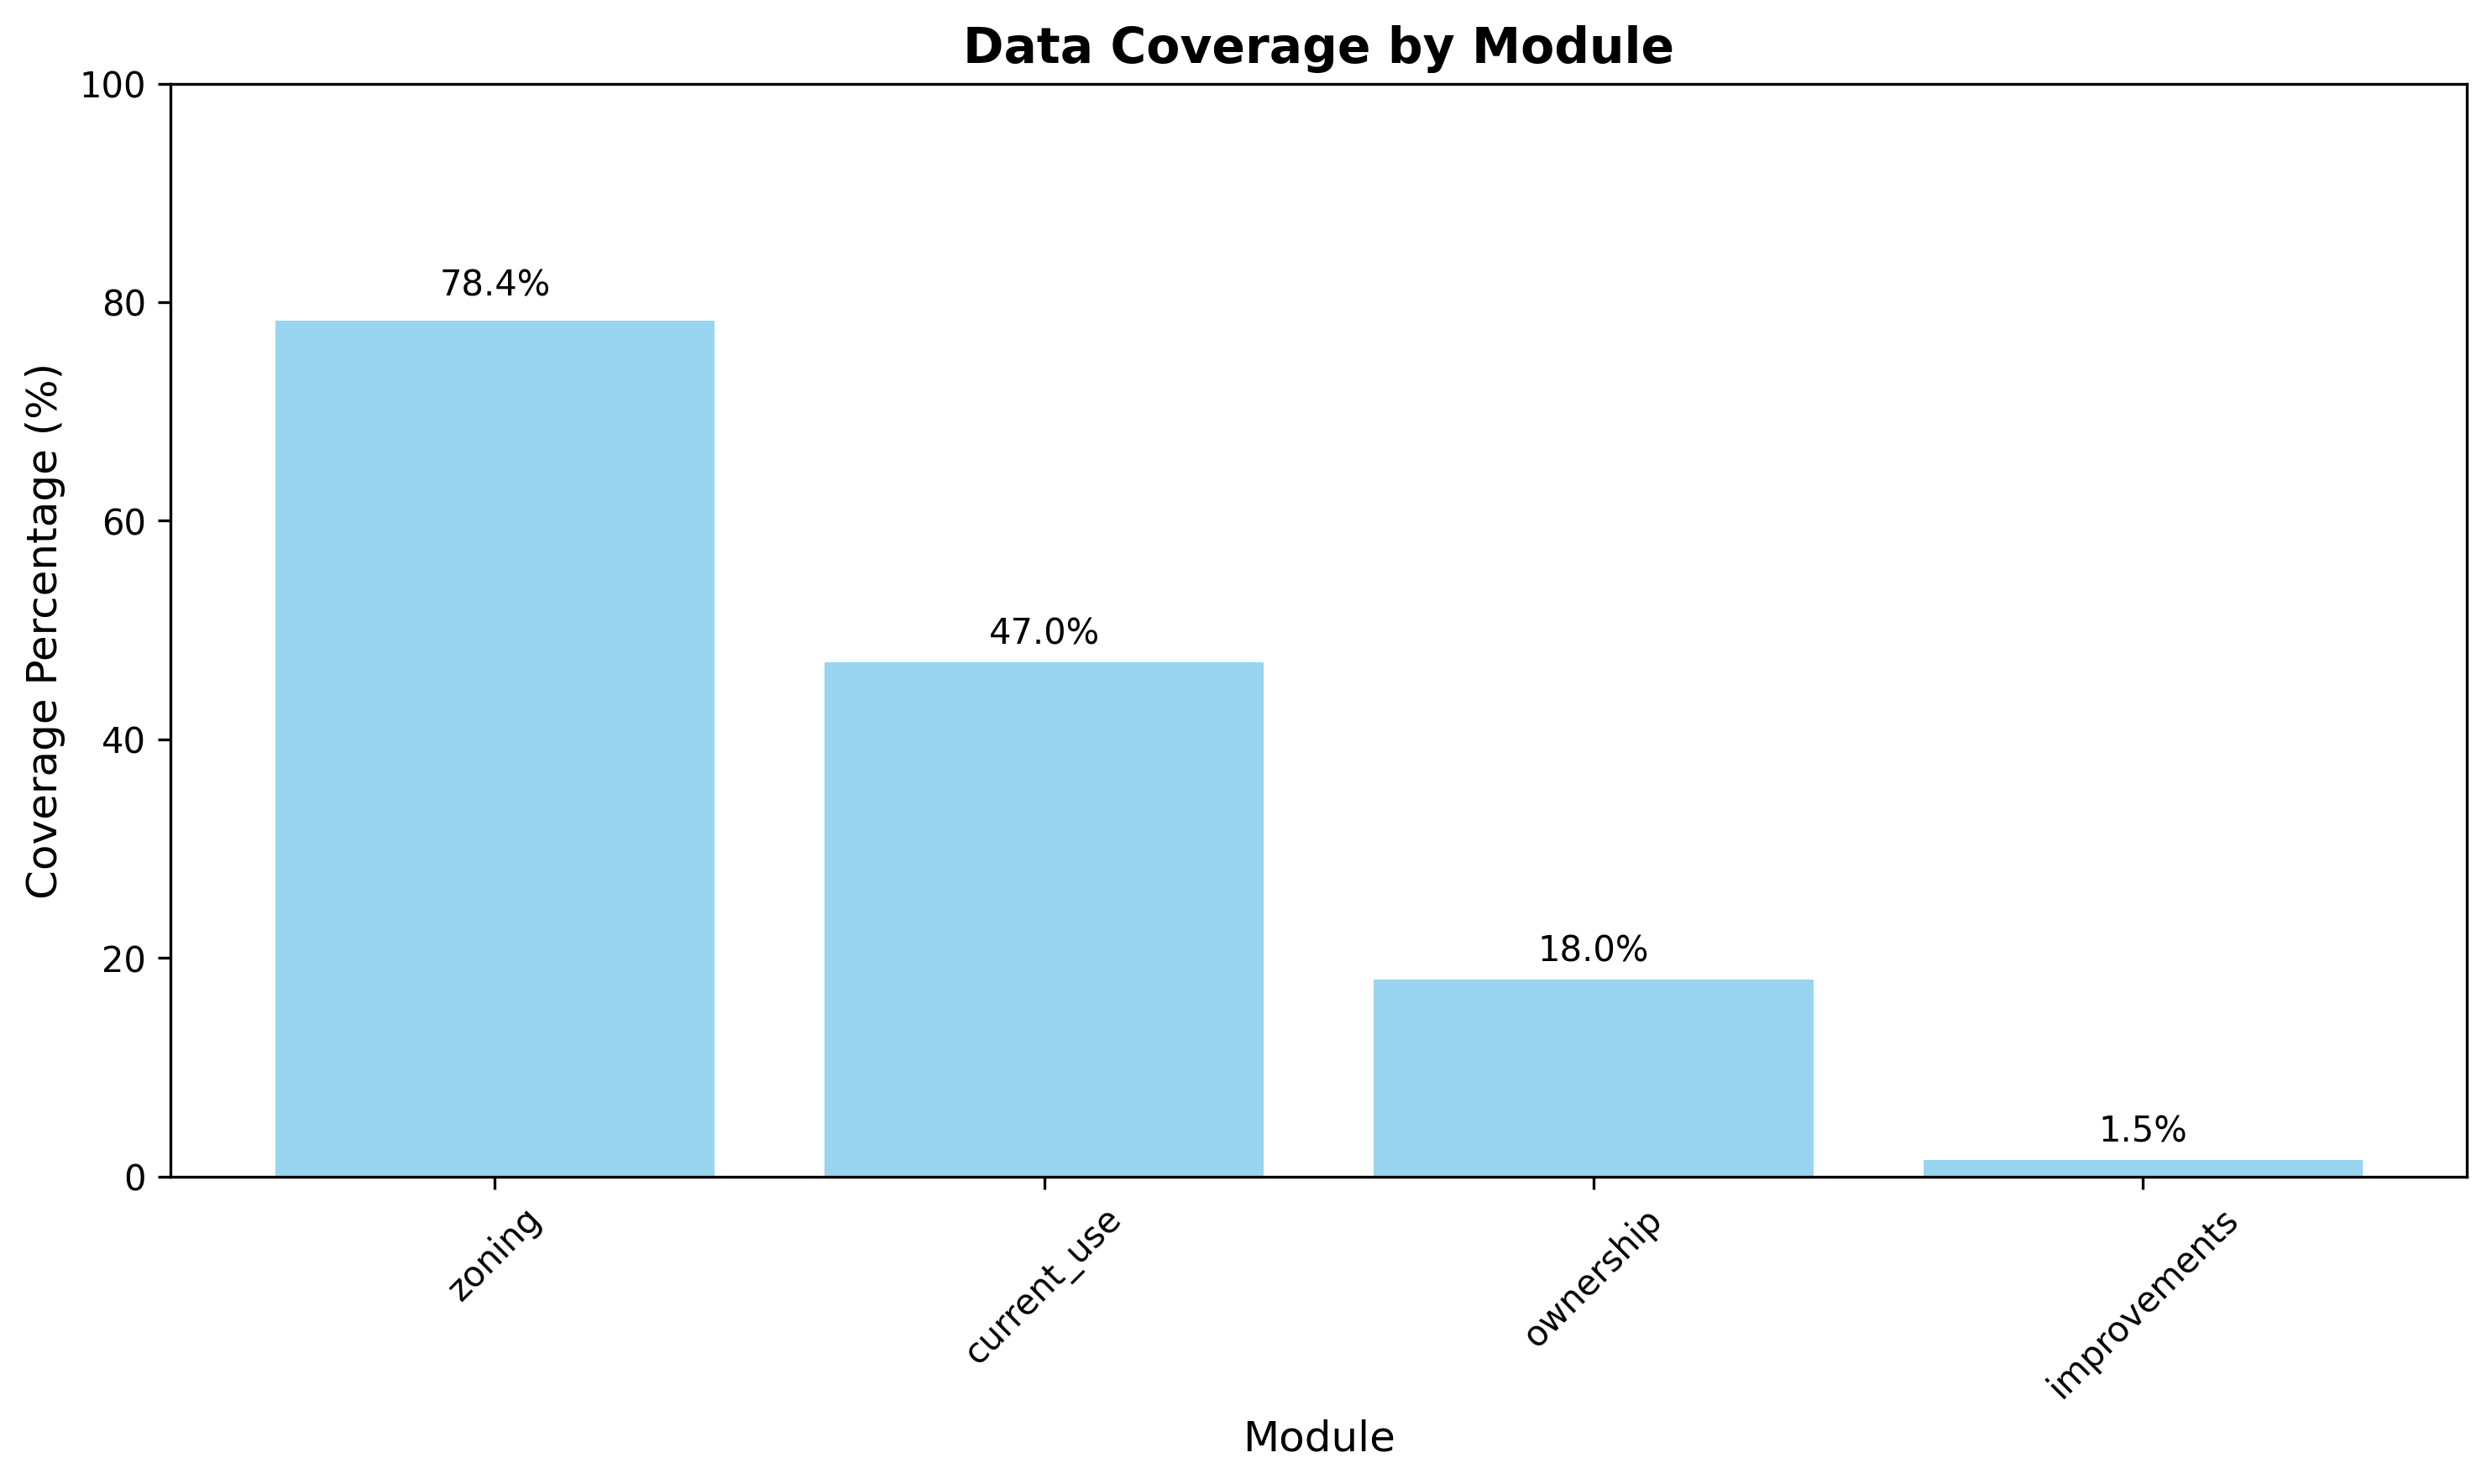 Data Coverage by Module
Coverage Percentage (%)
100
80
60
40
20
0
78.4%
47.0%
18.0%
1.5%
zoning
current_use
ownership
improvements
Module